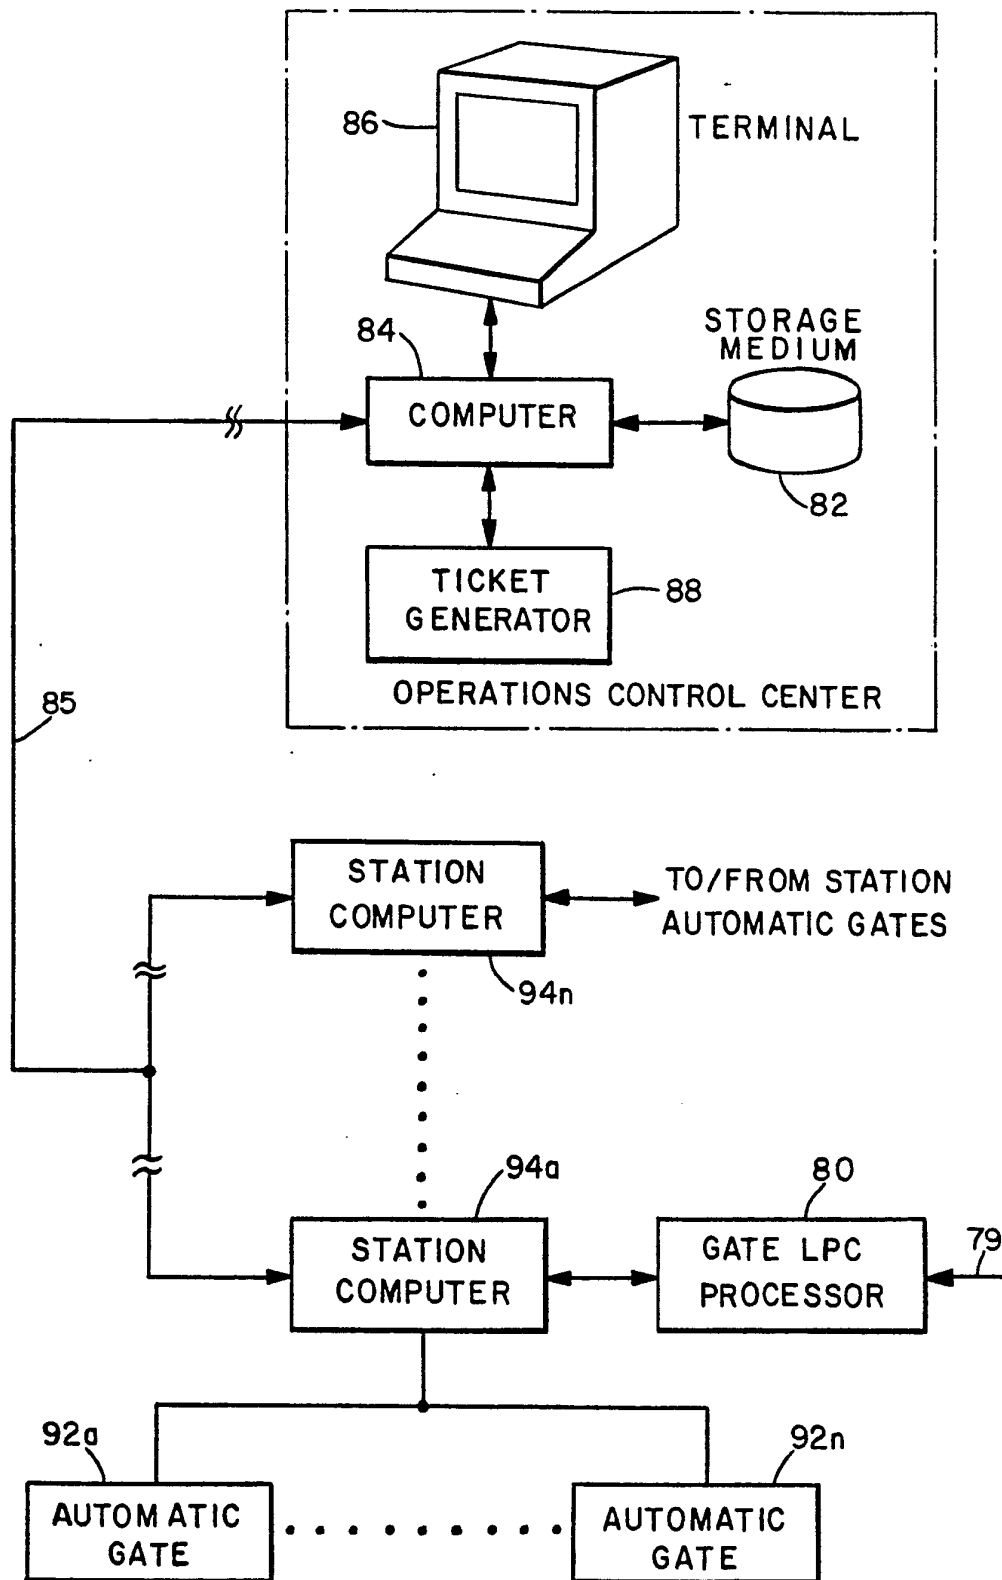 86
TERMINAL
84
STORAGE
MEDIUM
COMPUTER
82
TICKET
GENERATOR
88
OPERATIONS CONTROL CENTER
85
STATION
COMPUTER
TO/FROM STATION
AUTOMATIC GATES
94n
94a
80
STATION
COMPUTER
GATE LPC
PROCESSOR
79
92a
92n
AUTOMATIC
GATE
AUTOMATIC
GATE